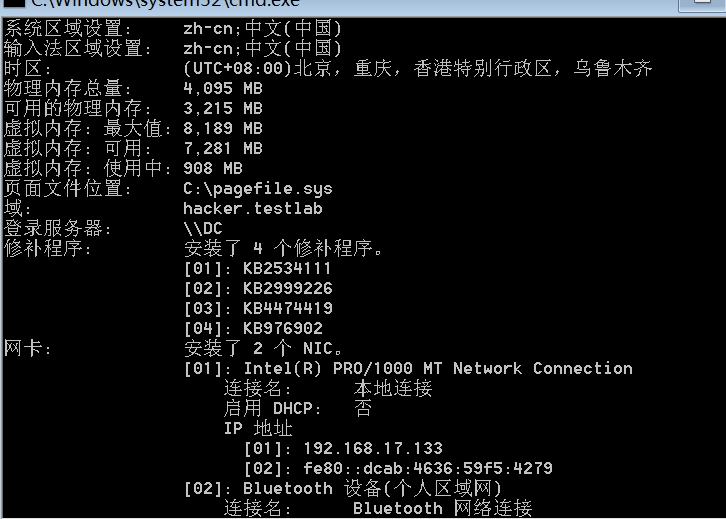 C:\Windows\system32\cmd.exe
系统区域设置: zh-cn;中文(中国)
输入法区域设置: zh-cn;中文(中国)
时区: (UTC+08:00)北京，重庆，香港特别行政区，乌鲁木齐
物理内存总量: 4,095 MB
可用的物理内存: 3,215 MB
虚拟内存: 最大值: 8,189 MB
虚拟内存: 可用: 7,281 MB
虚拟内存: 使用中: 908 MB
页面文件位置: C:\pagefile.sys
域: hacker.testlab
登录服务器: \\DC
修补程序: 安装了 4 个修补程序。
[01]: KB2534111
[02]: KB2999226
[03]: KB4474419
[04]: KB976902
网卡: 安装了 2 个 NIC。
[01]: Intel(R) PRO/1000 MT Network Connection
连接名: 本地连接
启用 DHCP: 否
IP 地址
[01]: 192.168.17.133
[02]: fe80::dcab:4636:59f5:4279
[02]: Bluetooth 设备(个人区域网)
连接名: Bluetooth 网络连接